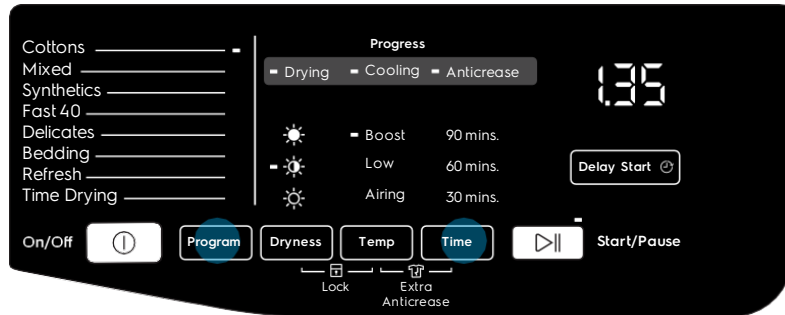 Cottons
Mixed
Synthetics
Fast 40
Delicates
Bedding
Refresh
Time Drying
Progress
Drying Cooling Anticrease
Boost 90 mins.
Low 60 mins.
Airing 30 mins.
1.35
Delay Start
On/Off Program Dryness Temp Time Start/Pause
Lock Extra
Anticrease